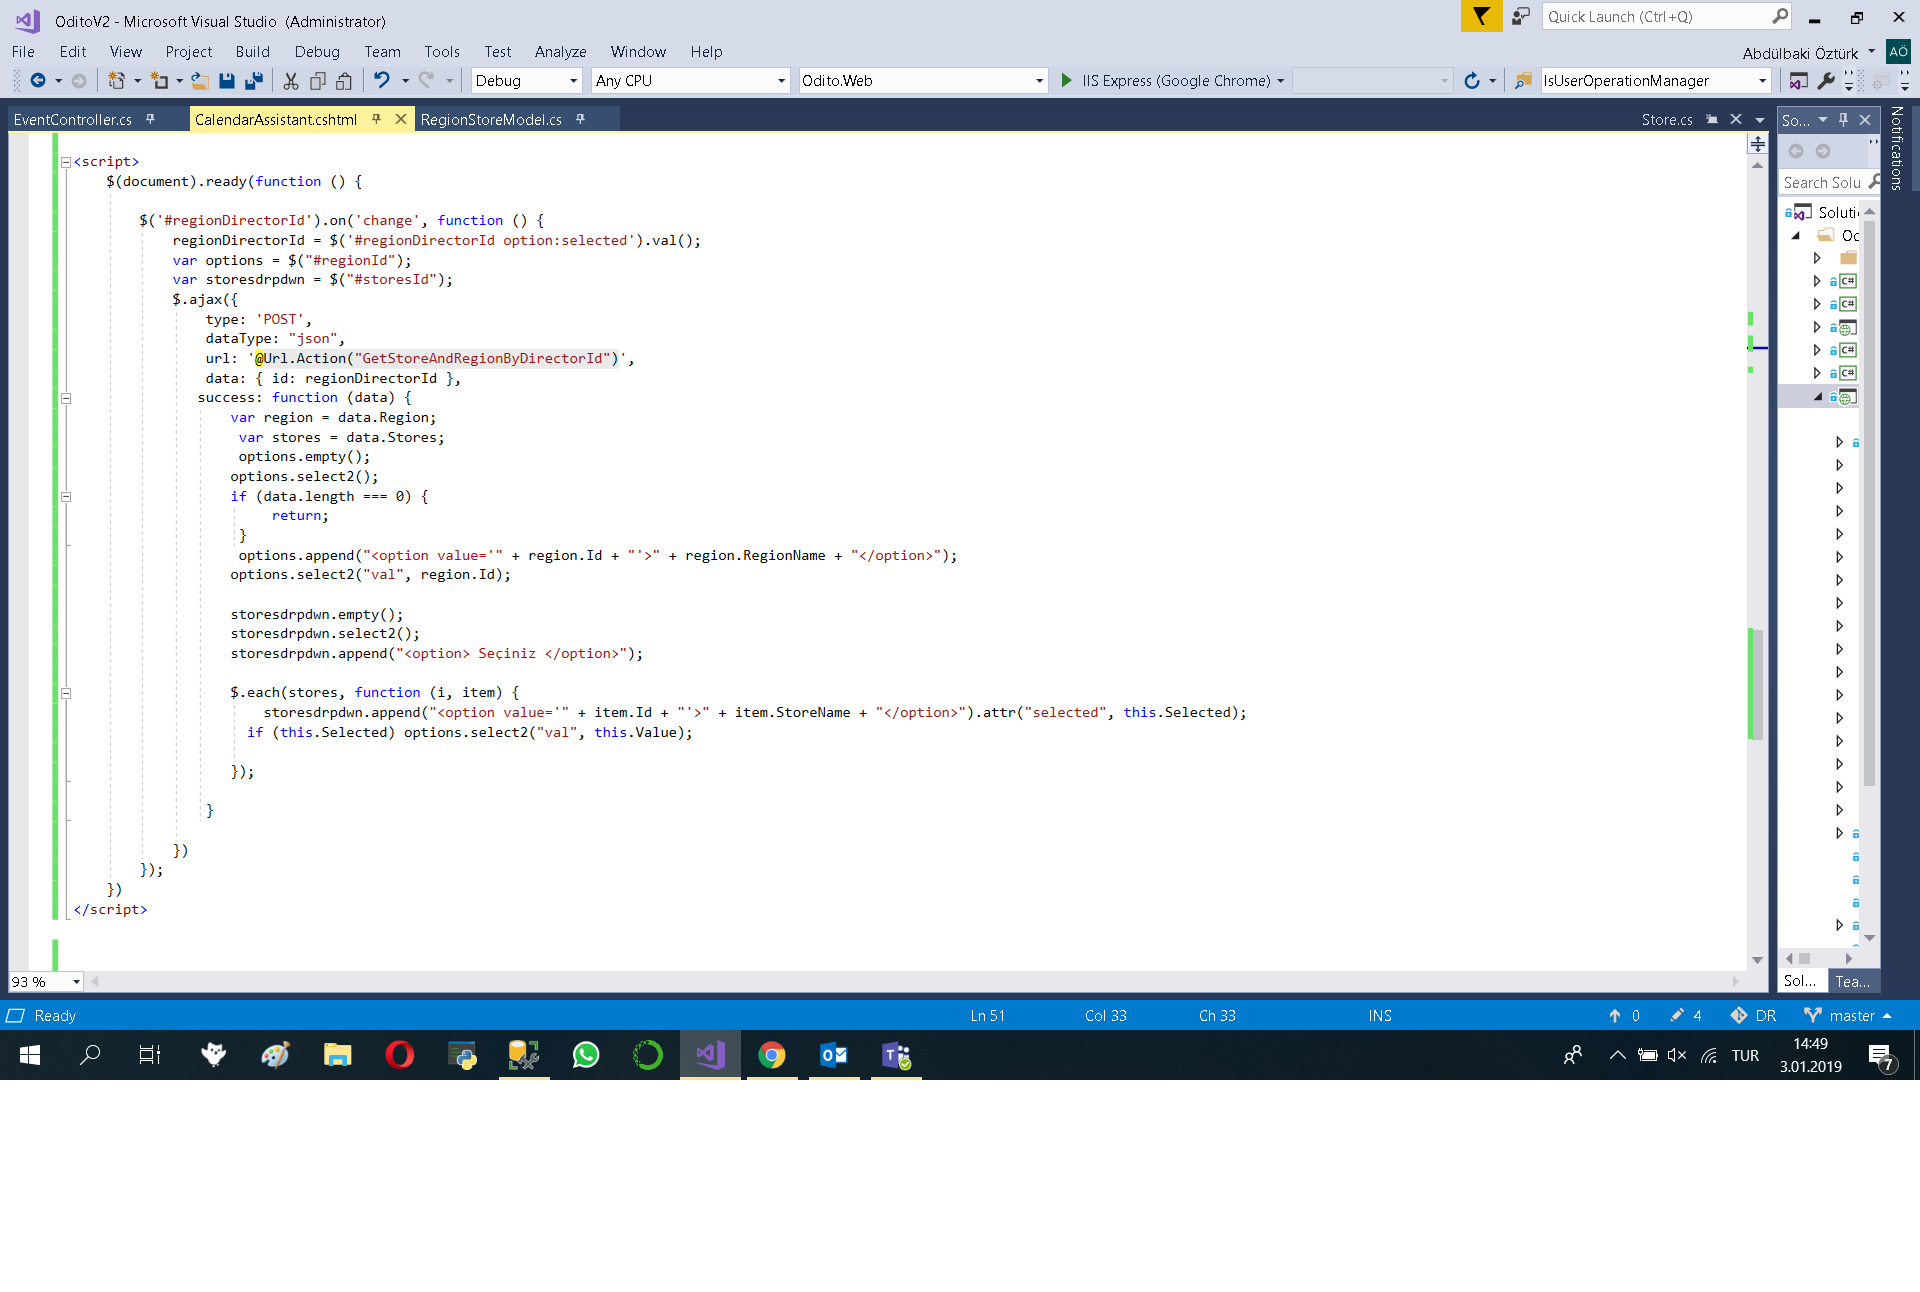 OditoV2 - Microsoft Visual Studio (Administrator)
Quick Launch (Ctrl+Q)
File Edit View Project Build Debug Team Tools Test Analyze Window Help
Abdülbaki Öztürk AÖ
Debug Any CPU Odito.Web IIS Express (Google Chrome) IsUserOperationManager
EventController.cs CalendarAssistant.cshtml RegionStoreModel.cs Store.cs
So...
Notifications
Search Solu
Soluti
Oc
C#
C#
C#
C#
<script>
$(document).ready(function () {
$('#regionDirectorId').on('change', function () {
regionDirectorId = $('#regionDirectorId option:selected').val();
var options = $("#regionId");
var storesdrpdwn = $("#storesId");
$.ajax({
type: 'POST',
dataType: "json",
url: '@Url.Action("GetStoreAndRegionByDirectorId")',
data: { id: regionDirectorId },
success: function (data) {
var region = data.Region;
var stores = data.Stores;
options.empty();
options.select2();
if (data.length === 0) {
return;
}
options.append("<option value='" + region.Id + "'>" + region.RegionName + "</option>");
options.select2("val", region.Id);
storesdrpdwn.empty();
storesdrpdwn.select2();
storesdrpdwn.append("<option> Seçiniz </option>");
$.each(stores, function (i, item) {
storesdrpdwn.append("<option value='" + item.Id + "'>" + item.StoreName + "</option>").attr("selected", this.Selected);
if (this.Selected) options.select2("val", this.Value);
});
}
})
});
})
</script>
93 %
Sol... Tea...
Ready Ln 51 Col 33 Ch 33 INS 0 4 DR master
TUR
14:49
3.01.2019
7